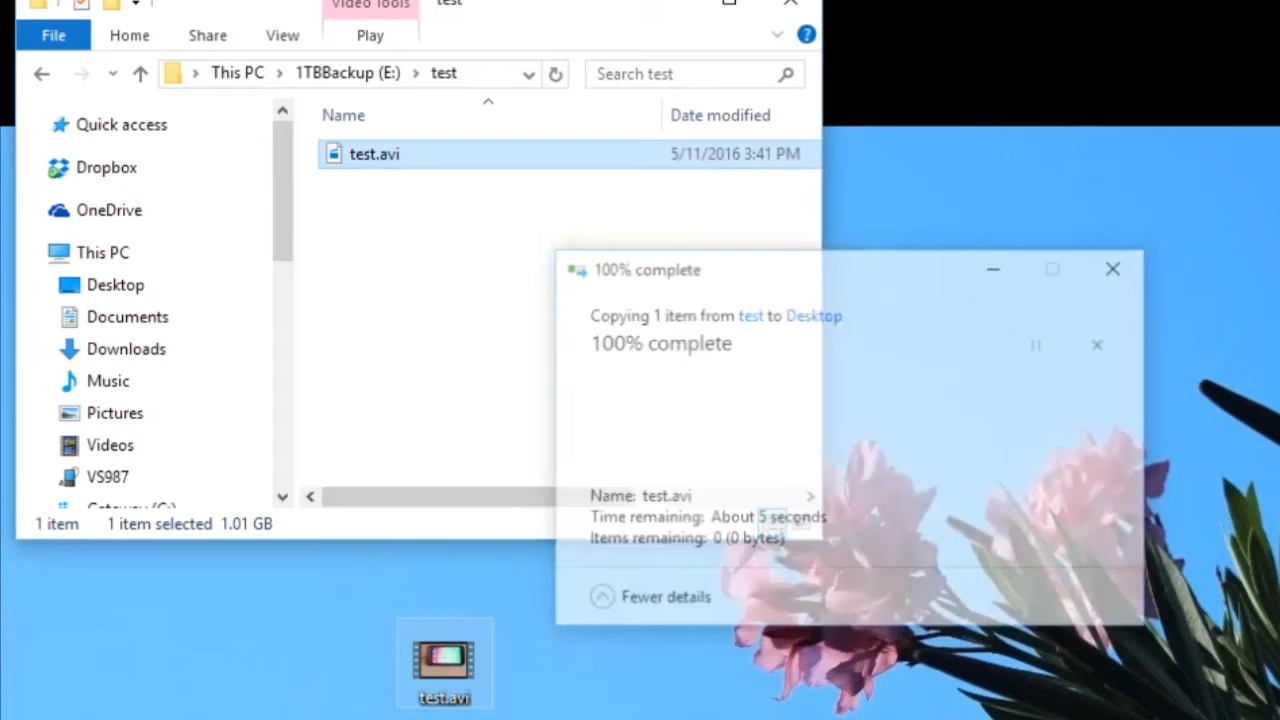 Video Tools
test
File
Home
Share
View
Play
?
This PC
1TBBackup (E:)
test
Search test
Name
Date modified
Quick access
test.avi
5/11/2016 3:41 PM
Dropbox
OneDrive
This PC
100% complete
Desktop
Copying 1 item from test to Desktop
Documents
100% complete
Downloads
Music
Pictures
Videos
VS987
Gateway (C:)
Name: test.avi
1 item
1 item selected
1.01 GB
Time remaining: About 5 seconds
Items remaining: 0 (0 bytes)
Fewer details
test.avi